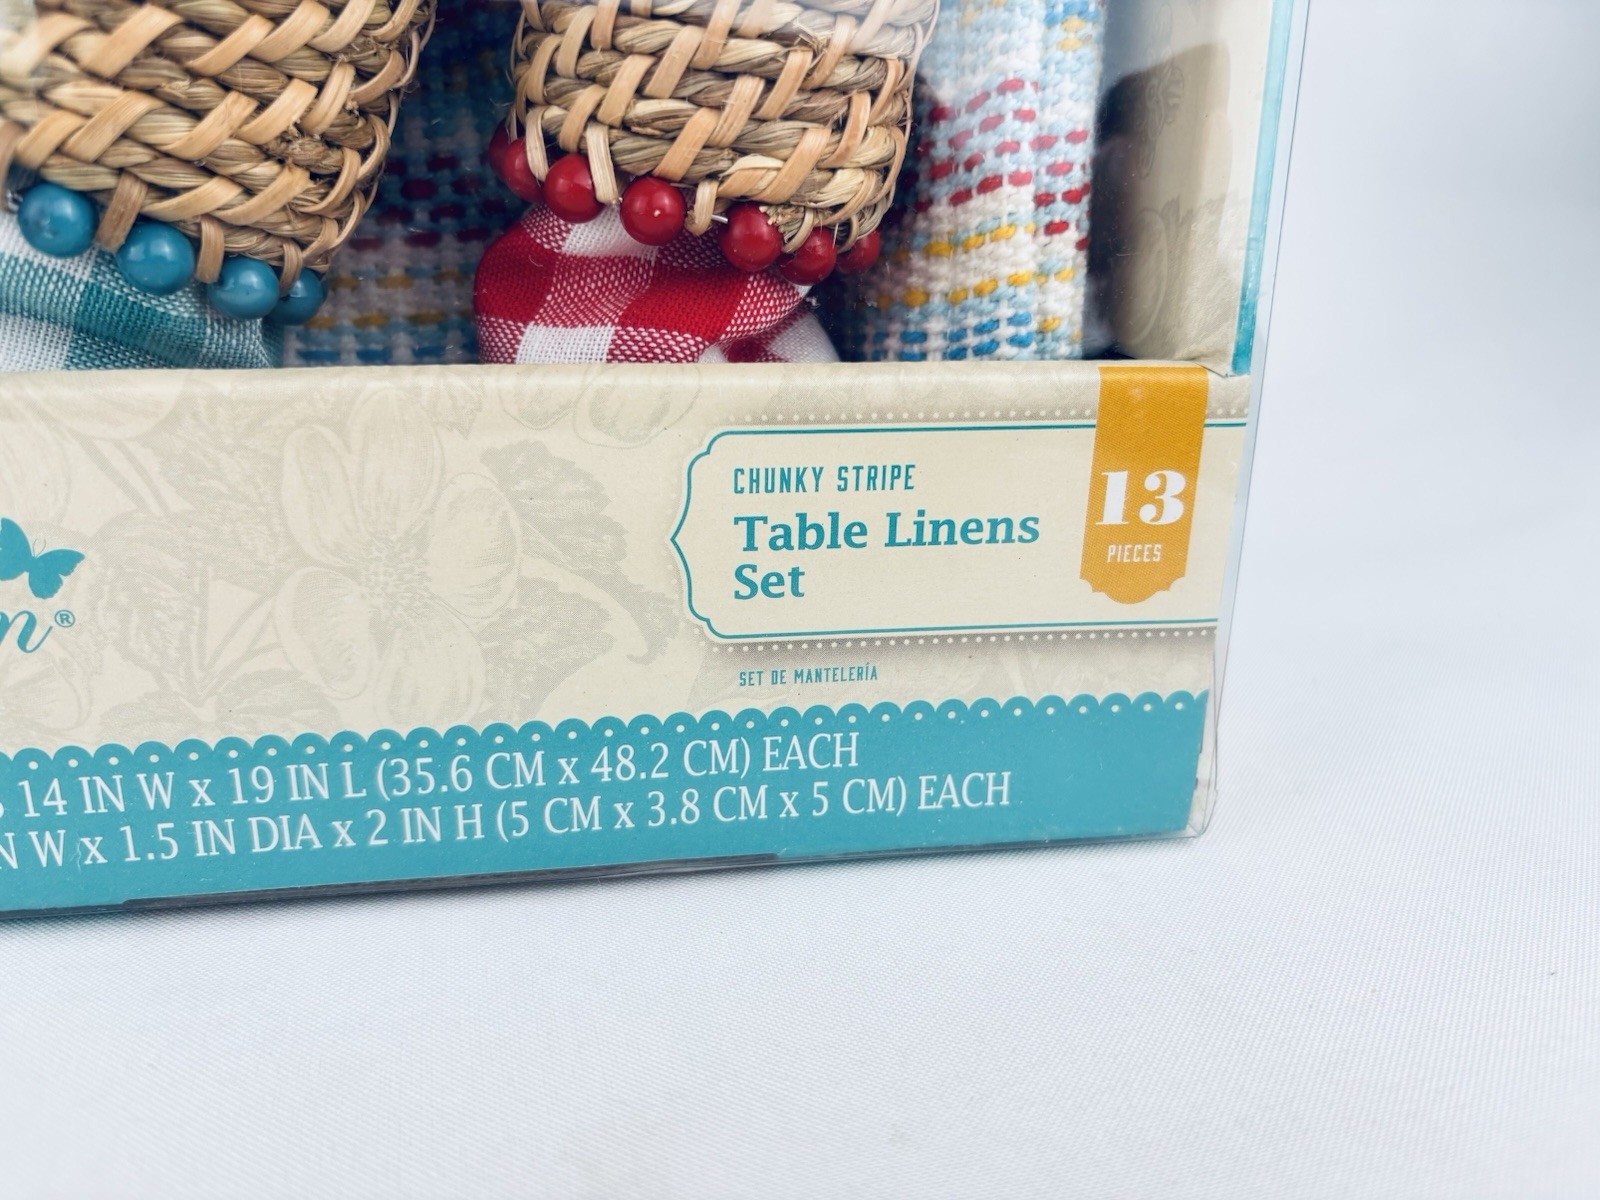 CHUNKY STRIPE
Table Linens
Set
13
PIECES
n®
SET DE MANTELERÍA
14 IN W x 19 IN L (35.6 CM x 48.2 CM) EACH
W x 1.5 IN DIA x 2 IN H (5 CM x 3.8 CM x 5 CM) EACH